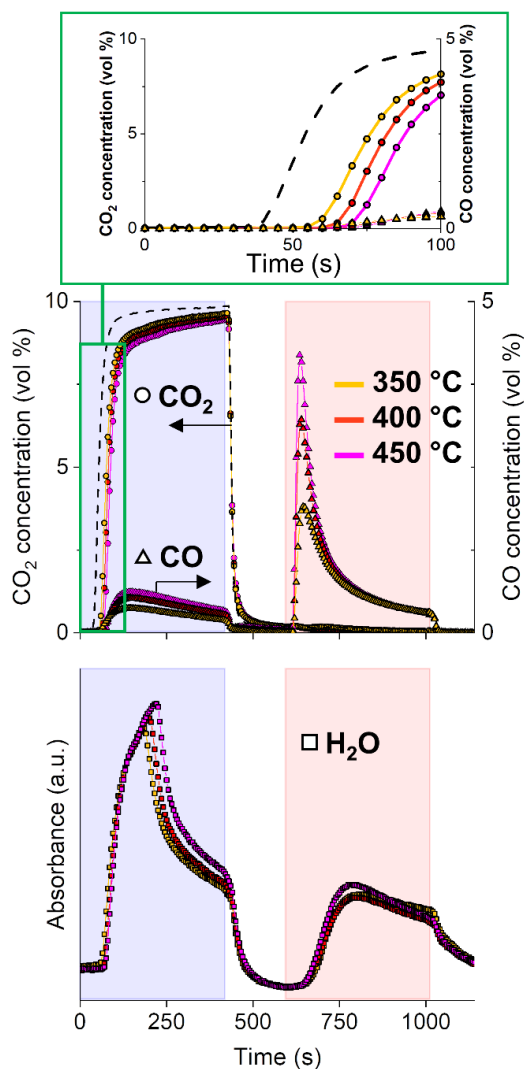 CO₂ concentration (vol %)
10
5
0
0
50
100
Time (s)
5
0
CO concentration (vol %)
CO₂ concentration (vol %)
10
5
0
350 °C
400 °C
450 °C
CO₂
CO
5
0
CO concentration (vol %)
Absorbance (a.u.)
H₂O
0
250
500
750
1000
Time (s)